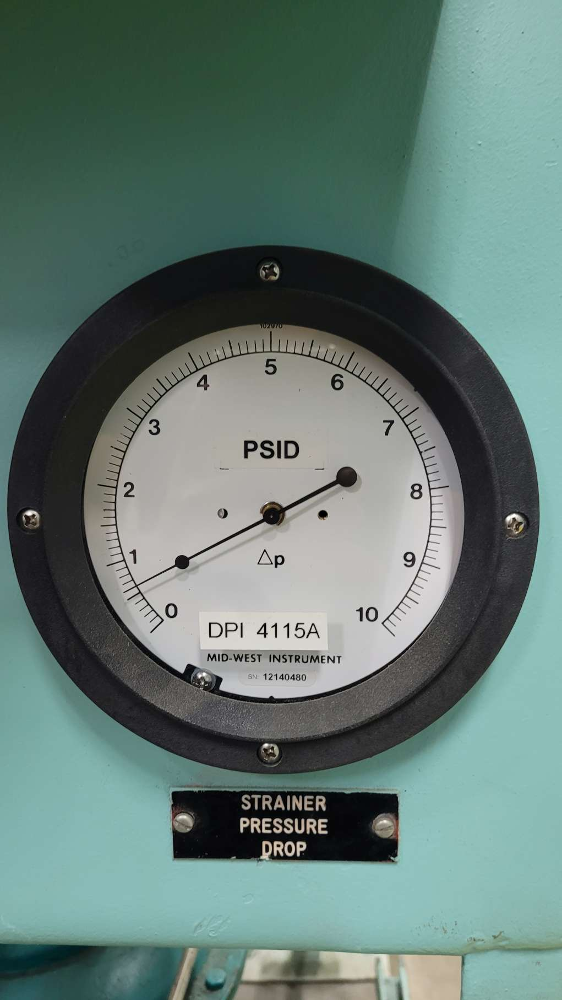 102970
5
4
6
3
7
PSID
2
8
1
9
Δp
0
10
DPI 4115A
MID-WEST INSTRUMENT
SN: 12140480
STRAINER
PRESSURE
DROP